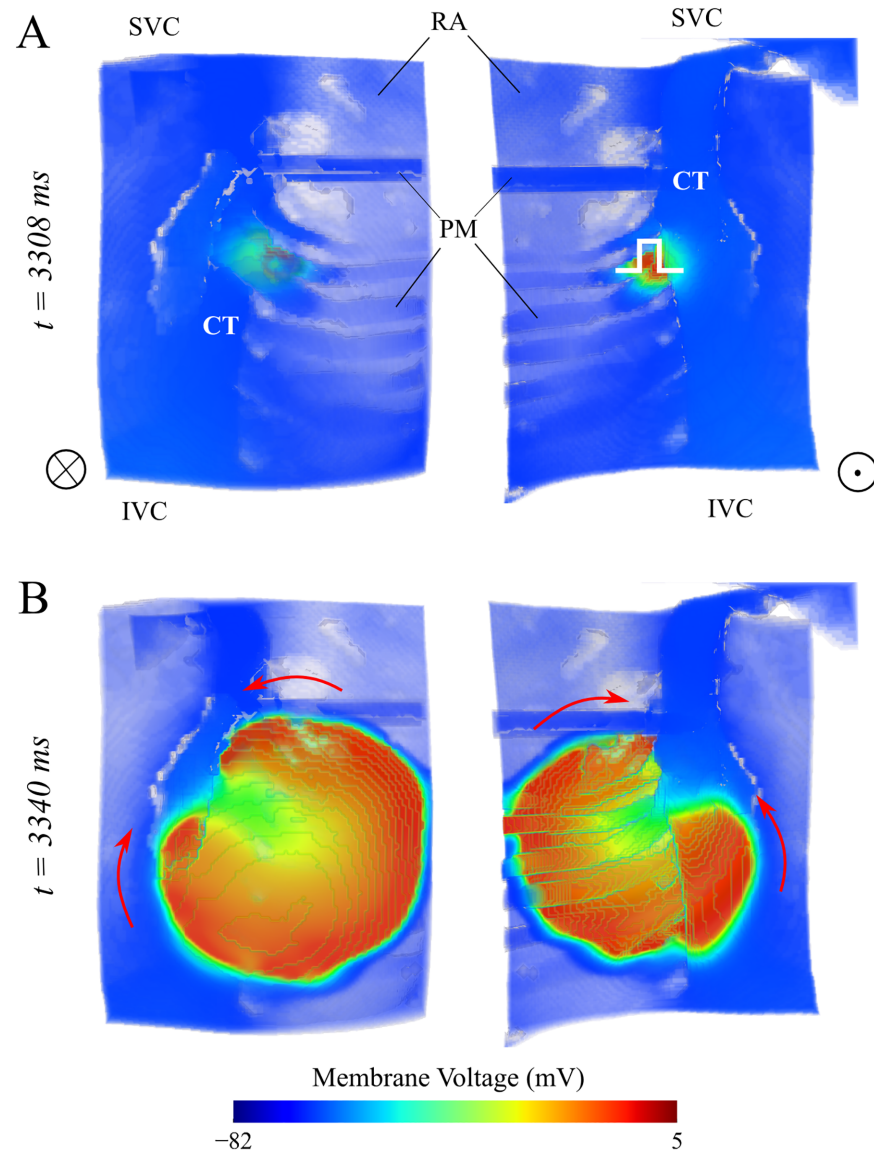 A
SVC
RA
SVC
CT
PM
t = 3308 ms
CT
IVC
IVC
B
t = 3340 ms
Membrane Voltage (mV)
−82
5